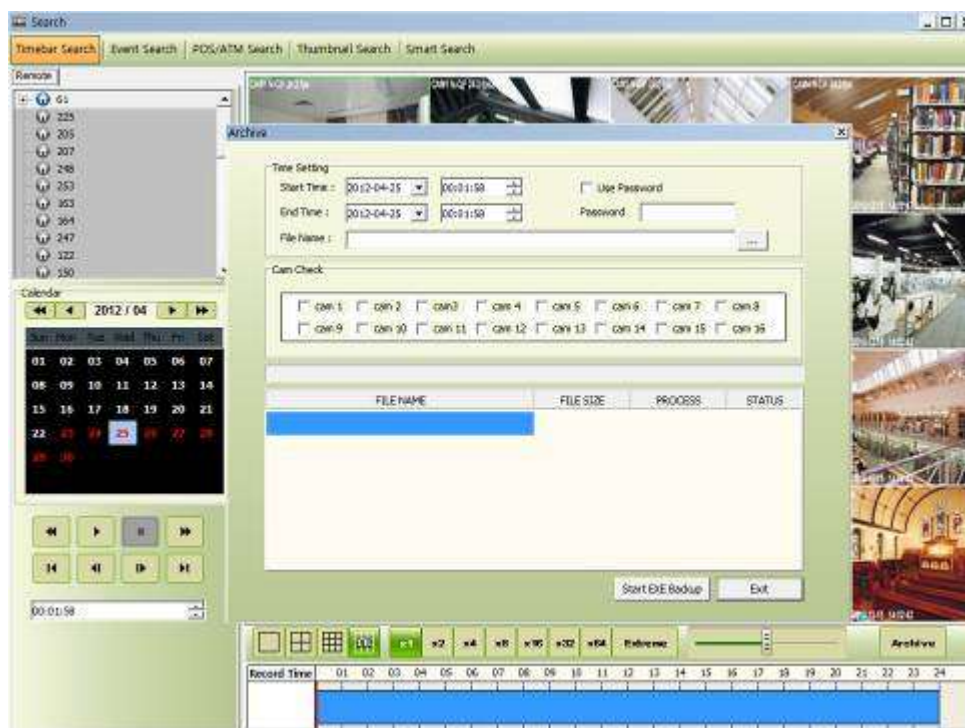 Search
Timebar Search Event Search POS/ATM Search Thumbnail Search Smart Search
Remote
61
225
205
207
248
253
163
164
247
122
150
Calendar
2012 / 04
Sun Mon Tue Wed Thu Fri Sat
01 02 03 04 05 06 07
08 09 10 11 12 13 14
15 16 17 18 19 20 21
22 23 24 25 26 27 28
29 30
00:01:58
Archive
Time Setting
Start Time : 2012-04-25 00:01:58 Use Password
End Time : 2012-04-25 00:01:58 Password
File Name : ...
Cam Check
cam 1 cam 2 cam3 cam 4 cam 5 cam 6 cam 7 cam 8
cam 9 cam 10 cam 11 cam 12 cam 13 cam 14 cam 15 cam 16
FILE NAME FILE SIZE PROCESS STATUS
Start EXE Backup Exit
x1 x2 x4 x8 x16 x32 x64 Extreme Archive
Record Time 01 02 03 04 05 06 07 08 09 10 11 12 13 14 15 16 17 18 19 20 21 22 23 24